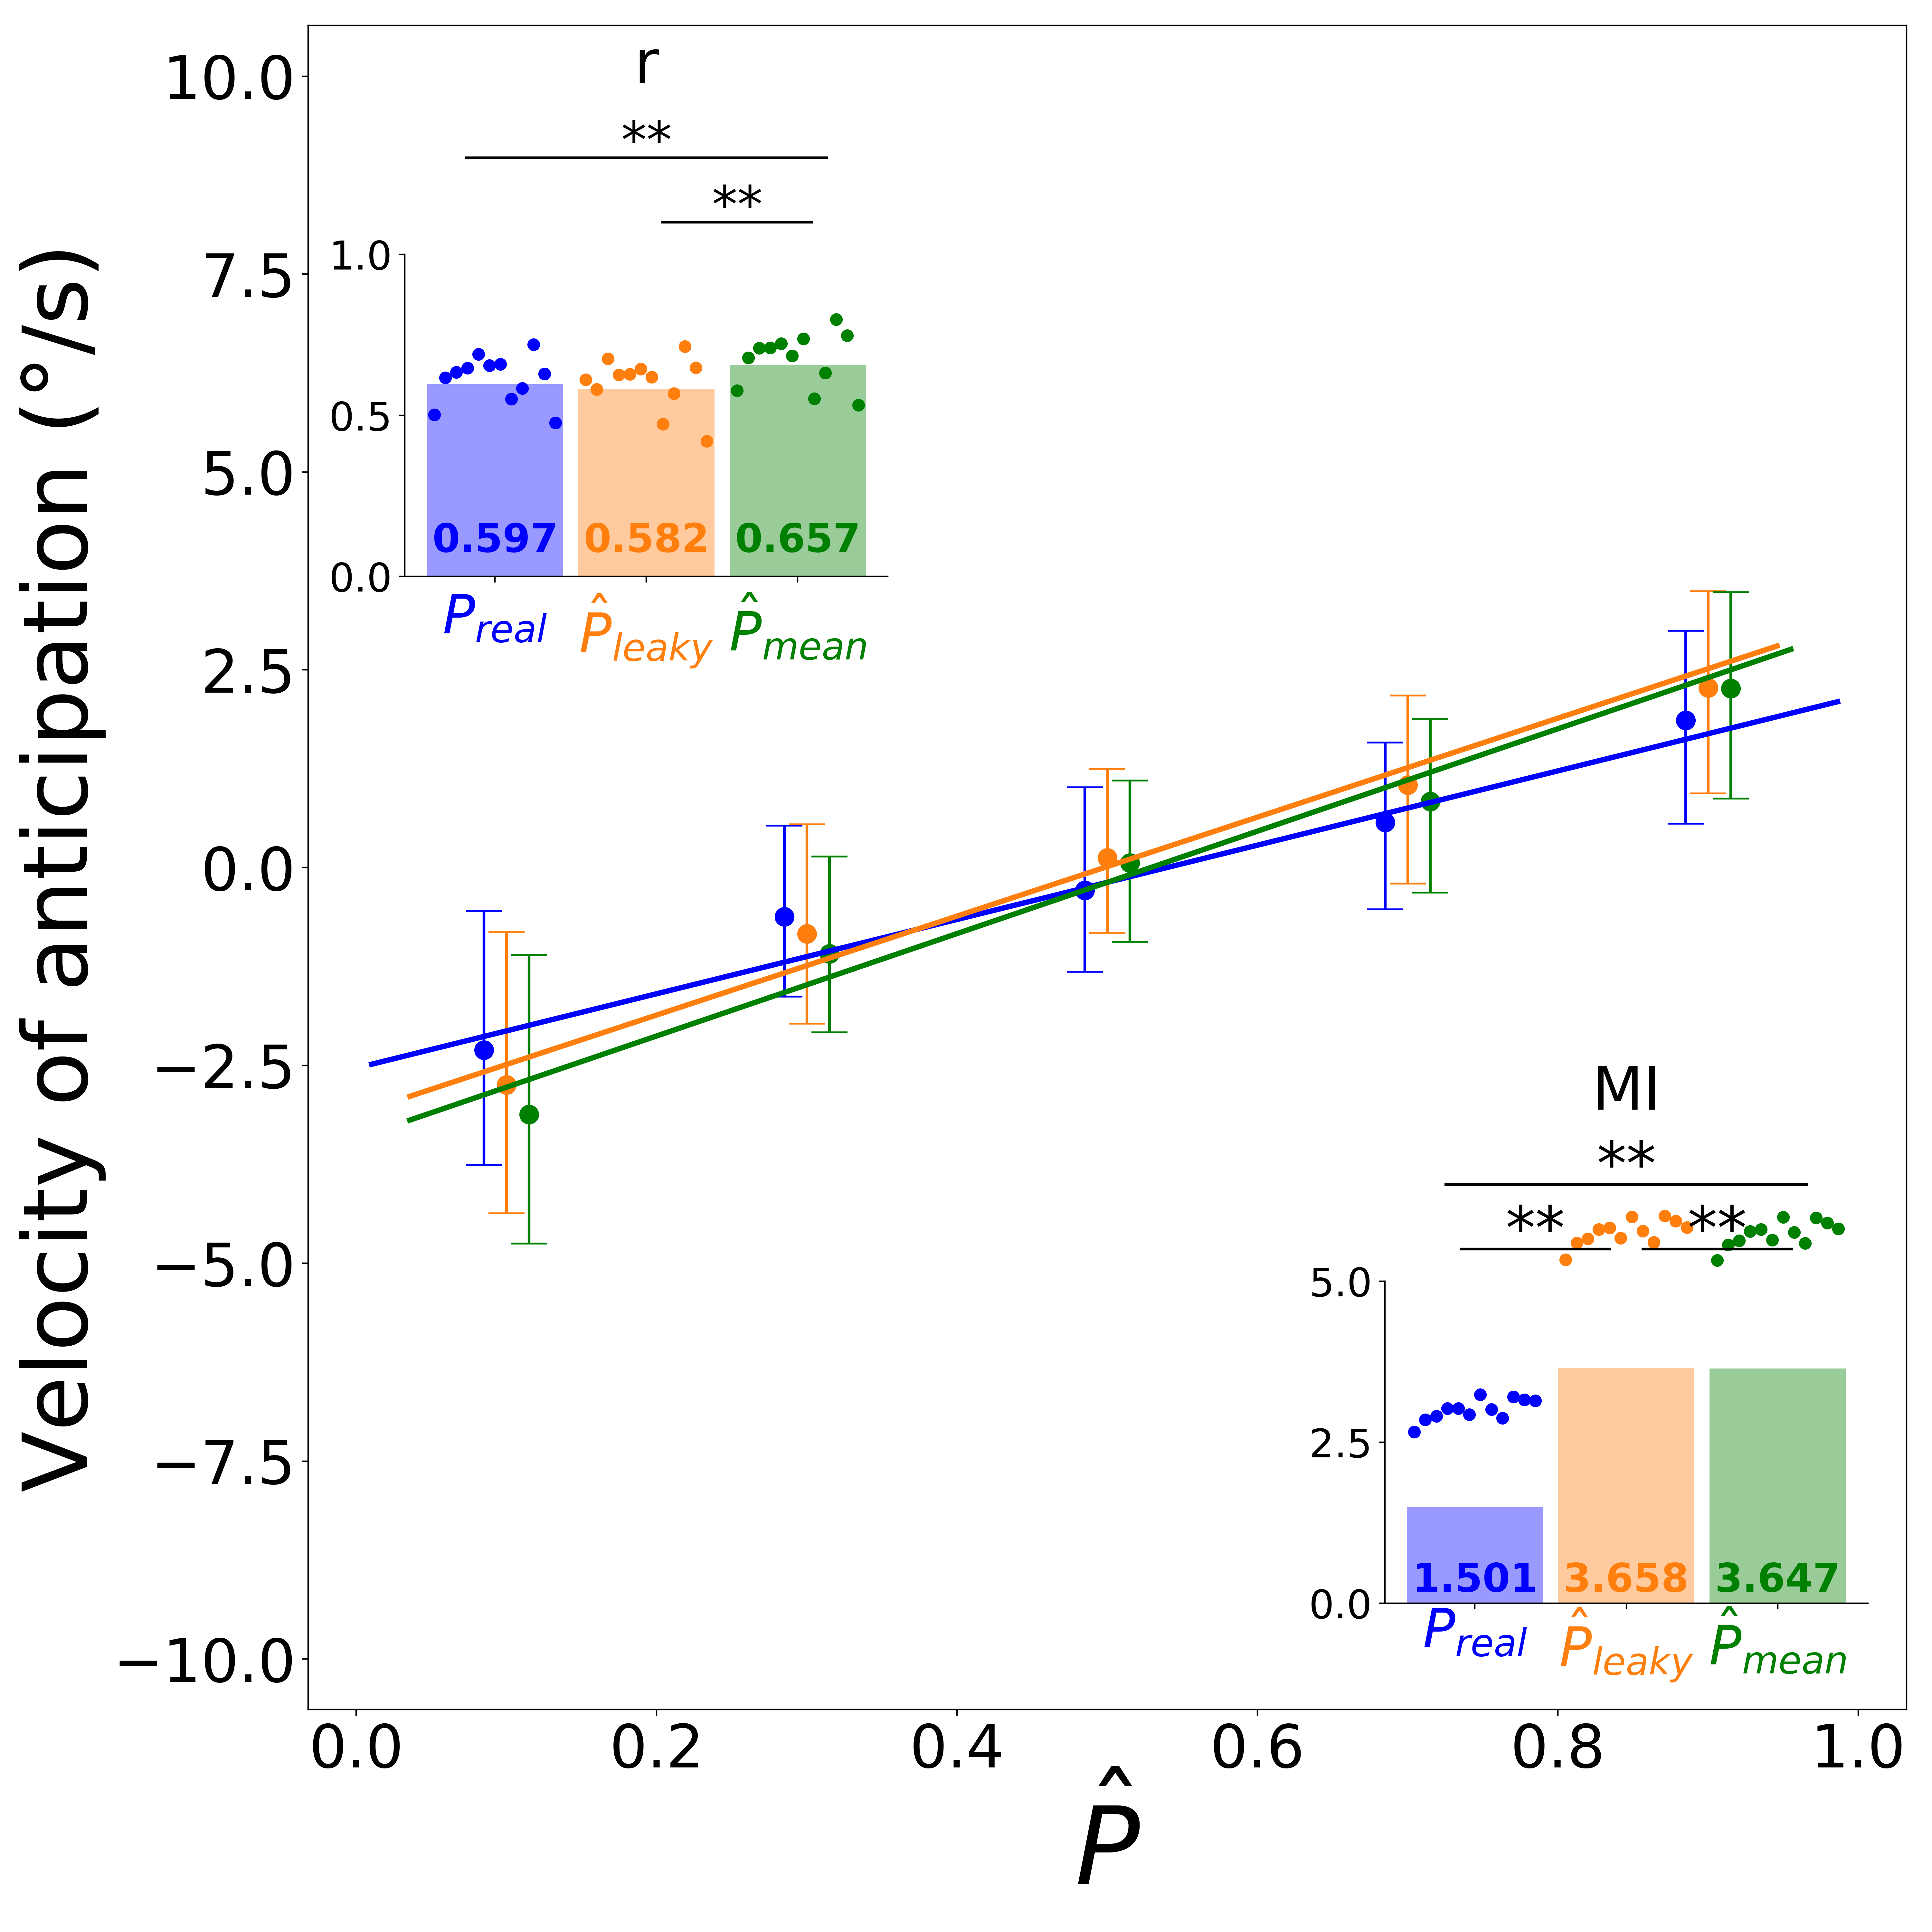 Velocity of anticipation (°/s)
10.0
7.5
5.0
2.5
0.0
−2.5
−5.0
−7.5
−10.0
r
**
**
1.0
0.5
0.0
0.597 0.582 0.657
P_real P̂_leaky P̂_mean
MI
**
** **
5.0
2.5
0.0
1.501 3.658 3.647
P_real P̂_leaky P̂_mean
0.0 0.2 0.4 0.6 0.8 1.0
P̂